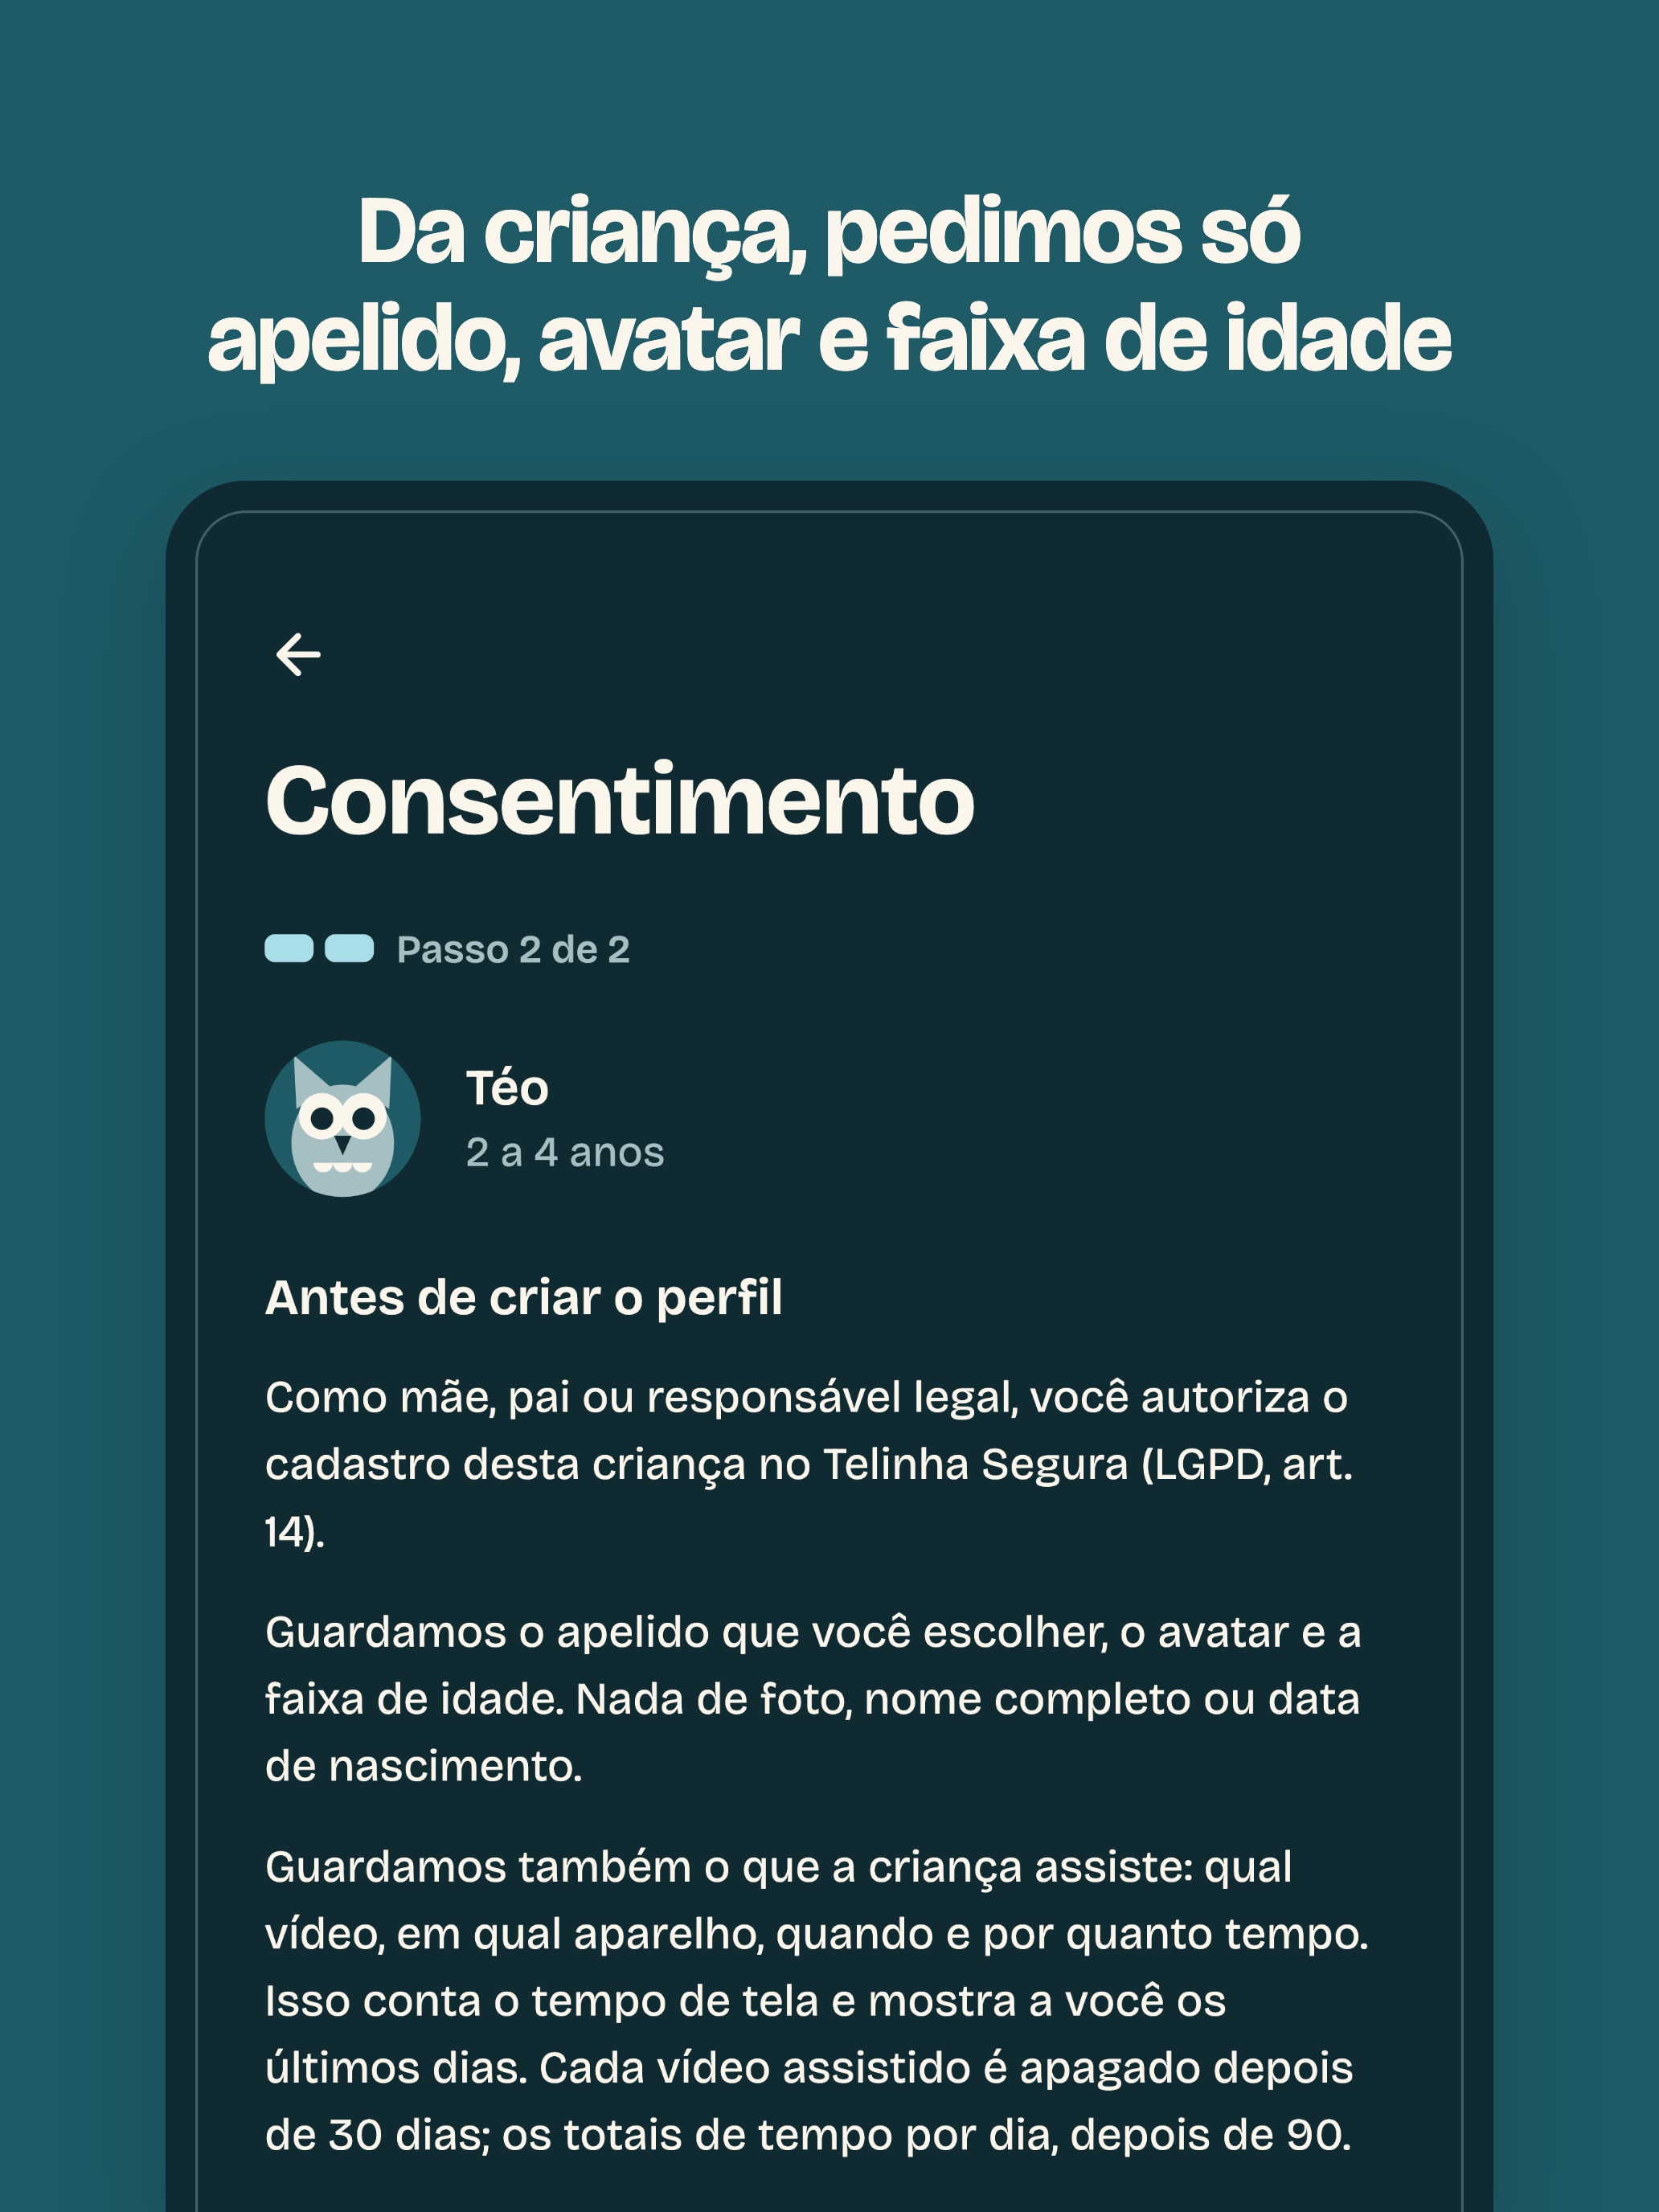 Da criança, pedimos só
apelido, avatar e faixa de idade
Consentimento
Passo 2 de 2
Téo
2 a 4 anos
Antes de criar o perfil
Como mãe, pai ou responsável legal, você autoriza o
cadastro desta criança no Telinha Segura (LGPD, art.
14).
Guardamos o apelido que você escolher, o avatar e a
faixa de idade. Nada de foto, nome completo ou data
de nascimento.
Guardamos também o que a criança assiste: qual
vídeo, em qual aparelho, quando e por quanto tempo.
Isso conta o tempo de tela e mostra a você os
últimos dias. Cada vídeo assistido é apagado depois
de 30 dias; os totais de tempo por dia, depois de 90.